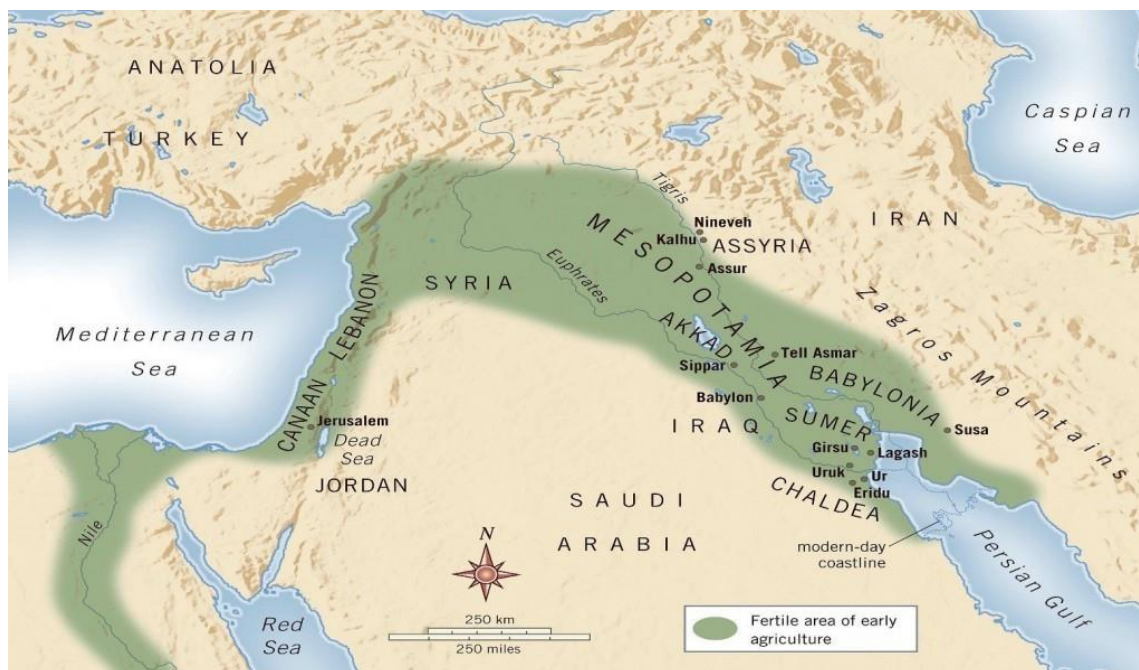 ANATOLIA
TURKEY
Caspian
Sea
Tigris
IRAN
Nineveh
Kalhu
ASSYRIA
Assur
MESOPOTAMIA
Euphrates
SYRIA
Zagros Mountains
Mediterranean
Sea
LEBANON
CANAAN
AKKAD
Tell Asmar
Sippar
BABYLONIA
Babylon
SUMER
IRAQ
Susa
Jerusalem
Dead
Sea
JORDAN
Girsu
Lagash
Uruk
Ur
Eridu
CHALDEA
SAUDI
ARABIA
Nile
N
modern-day
coastline
Persian Gulf
Red
Sea
250 km
250 miles
Fertile area of early
agriculture